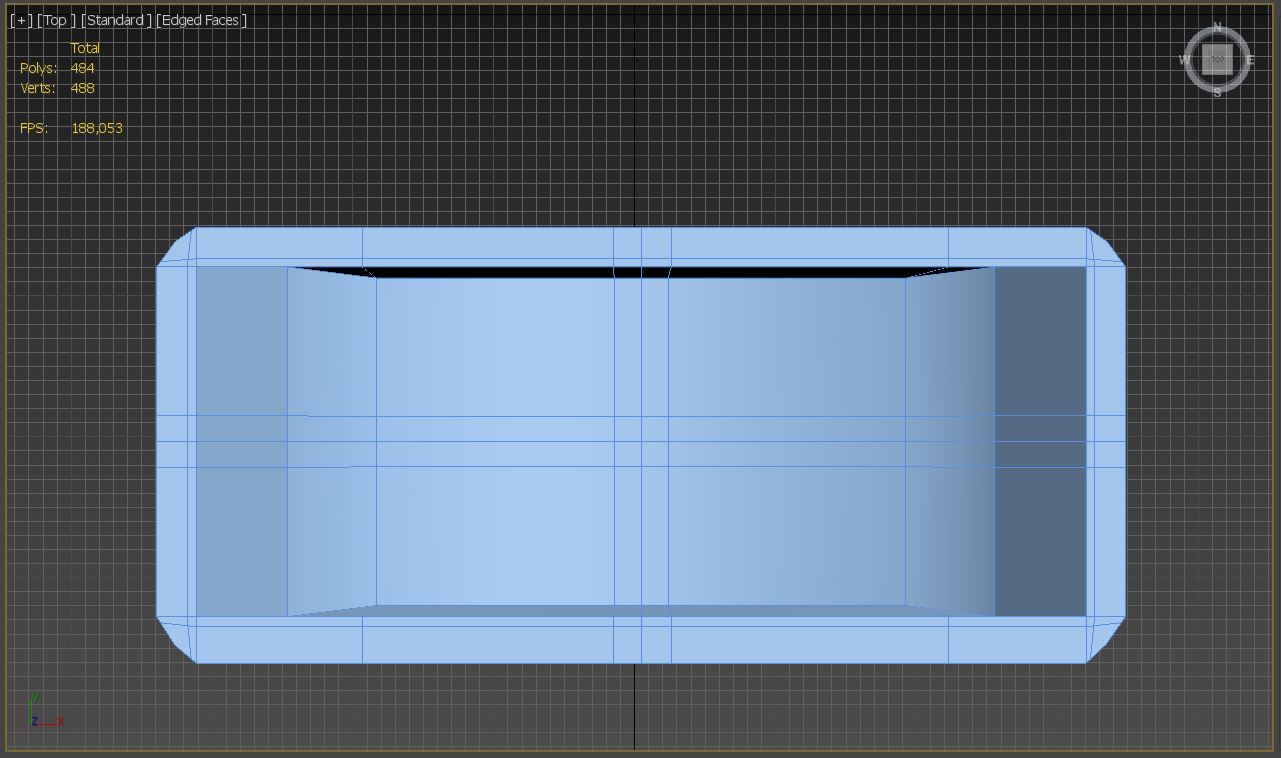 [+] [Top ] [Standard ] [Edged Faces ]
Total
Polys: 484
Verts: 488
FPS: 188,053
N
W TOP E
S
y
z x